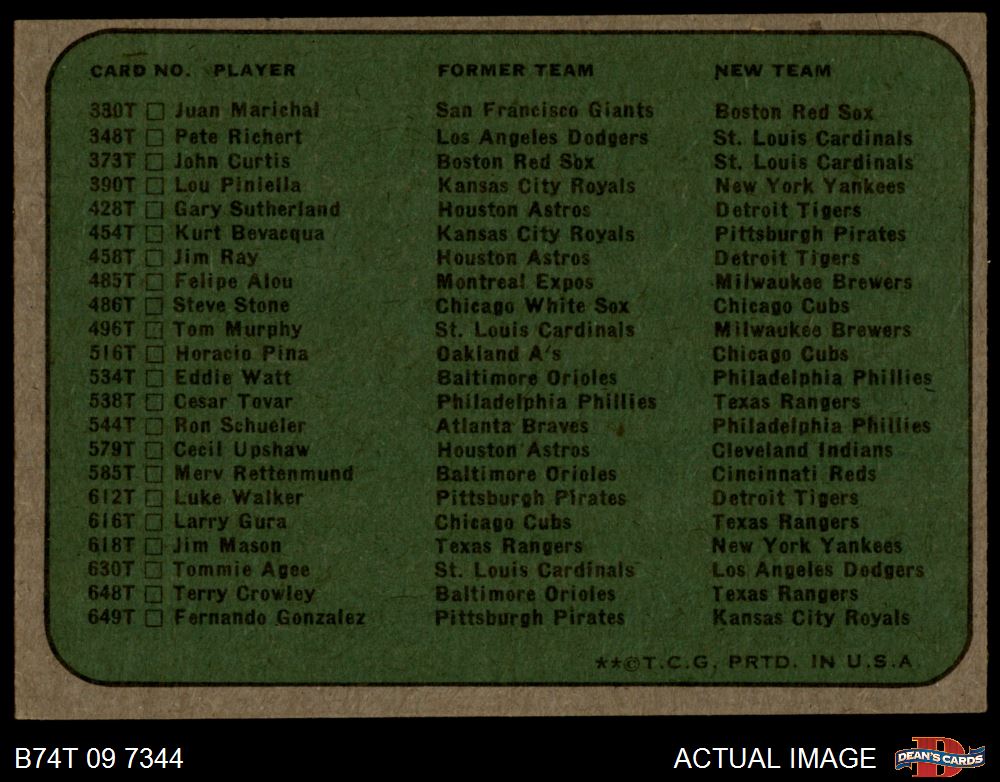 CARD NO. PLAYER FORMER TEAM NEW TEAM
330T Juan Marichal San Francisco Giants Boston Red Sox
348T Pete Richert Los Angeles Dodgers St. Louis Cardinals
373T John Curtis Boston Red Sox St. Louis Cardinals
390T Lou Piniella Kansas City Royals New York Yankees
428T Gary Sutherland Houston Astros Detroit Tigers
454T Kurt Bevacqua Kansas City Royals Pittsburgh Pirates
458T Jim Ray Houston Astros Detroit Tigers
485T Felipe Alou Montreal Expos Milwaukee Brewers
486T Steve Stone Chicago White Sox Chicago Cubs
496T Tom Murphy St. Louis Cardinals Milwaukee Brewers
516T Horacio Pina Oakland A's Chicago Cubs
534T Eddie Watt Baltimore Orioles Philadelphia Phillies
538T Cesar Tovar Philadelphia Phillies Texas Rangers
544T Ron Schueler Atlanta Braves Philadelphia Phillies
579T Cecil Upshaw Houston Astros Cleveland Indians
585T Merv Rettenmund Baltimore Orioles Cincinnati Reds
612T Luke Walker Pittsburgh Pirates Detroit Tigers
616T Larry Gura Chicago Cubs Texas Rangers
618T Jim Mason Texas Rangers New York Yankees
630T Tommie Agee St. Louis Cardinals Los Angeles Dodgers
648T Terry Crowley Baltimore Orioles Texas Rangers
649T Fernando Gonzalez Pittsburgh Pirates Kansas City Royals
**©T.C.G. PRTD. IN U.S.A.
B74T 09 7344 ACTUAL IMAGE D DEAN'S CARDS